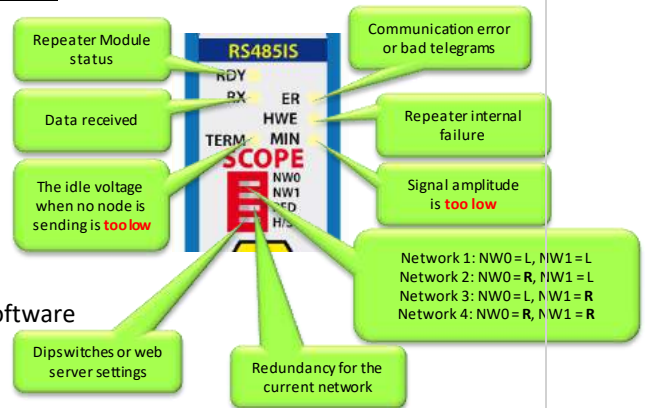 Repeater Module
status
Communication error
or bad telegrams
RS485IS
RDY
RX
ER
Data received
HWE
Repeater internal
failure
TERM
MIN
SCOPE
The idle voltage
when no node is
sending is too low
NW0
NW1
RED
H/S
Signal amplitude
is too low
Network 1: NW0 = L, NW1 = L
Network 2: NW0 = R, NW1 = L
Network 3: NW0 = L, NW1 = R
Network 4: NW0 = R, NW1 = R
oftware
Dipswitches or web
server settings
Redundancy for the
current network